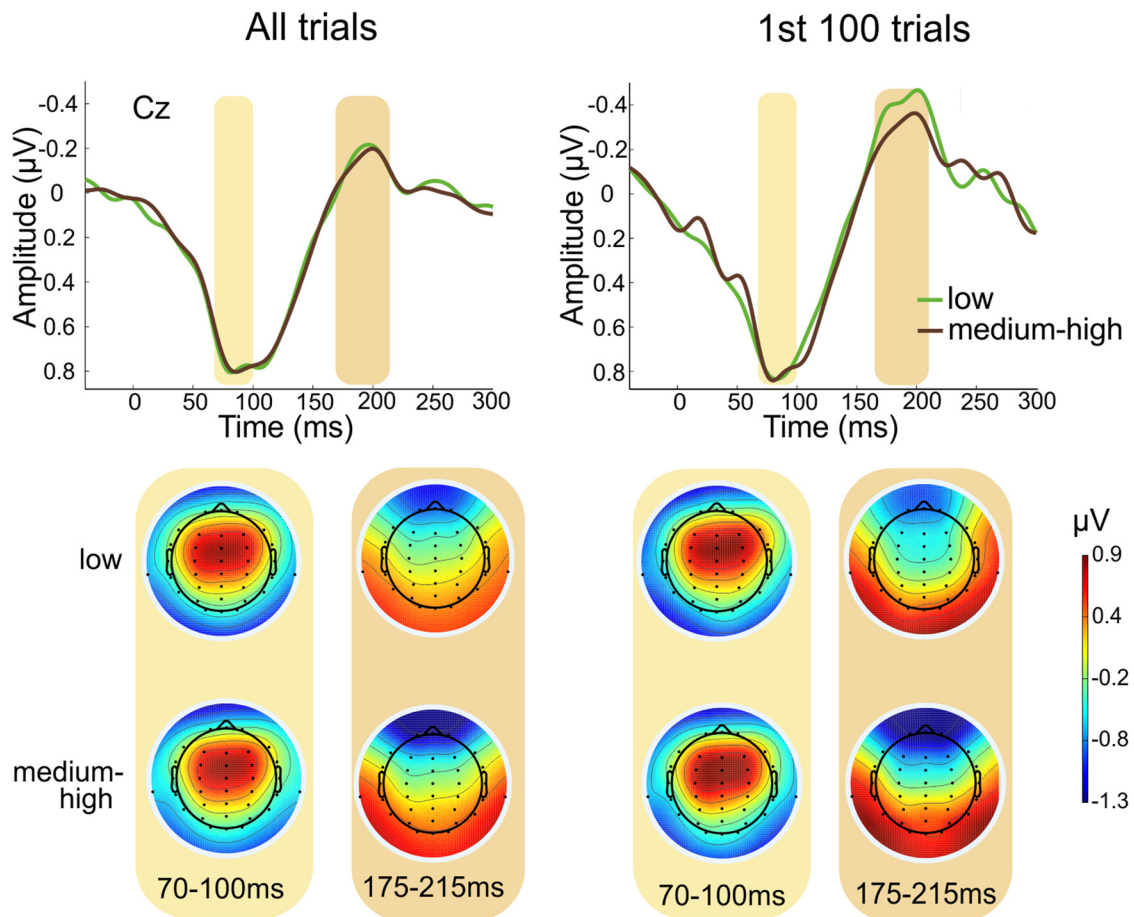 All trials
1st 100 trials
Cz
Amplitude (µV)
-0.4
-0.2
0
0.2
0.4
0.6
0.8
0 50 100 150 200 250 300
Time (ms)
Amplitude (µV)
-0.4
-0.2
0
0.2
0.4
0.6
0.8
low
medium-high
0 50 100 150 200 250 300
Time (ms)
low
medium-
high
70-100ms
175-215ms
70-100ms
175-215ms
µV
0.9
0.4
-0.2
-0.8
-1.3